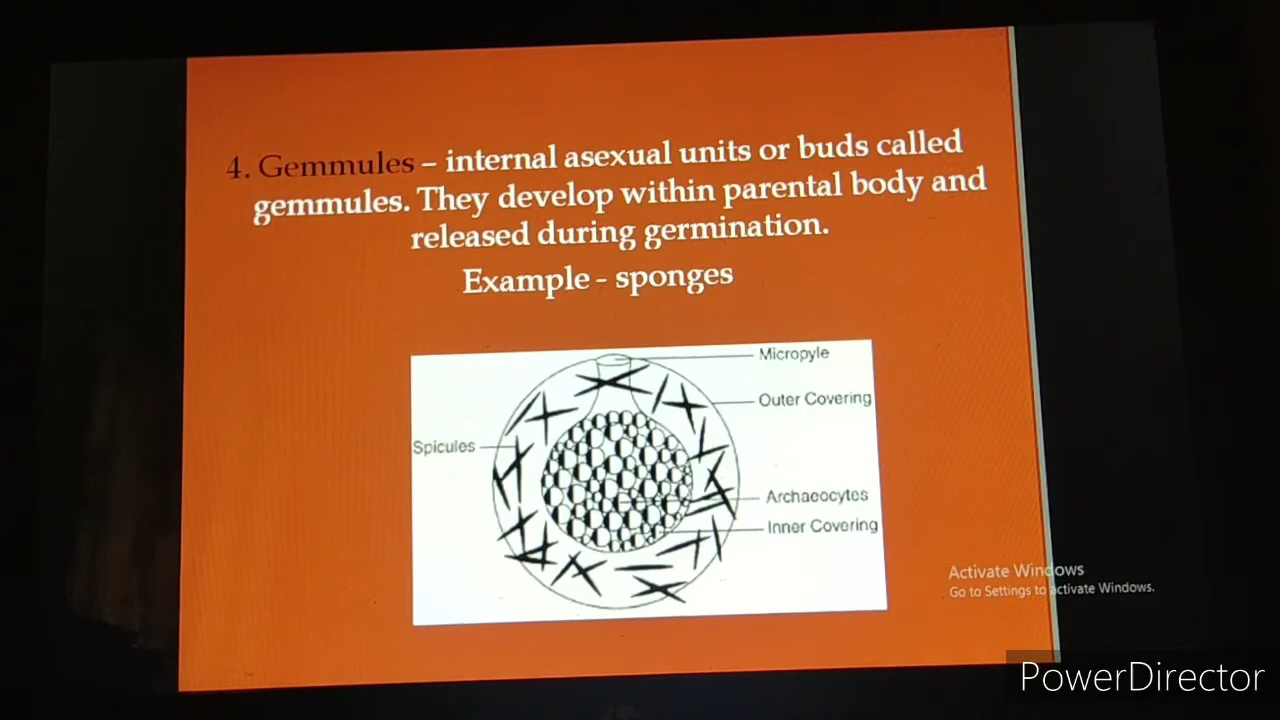 4. Gemmules – internal asexual units or buds called
gemmules. They develop within parental body and
released during germination.
Example - sponges
Micropyle
Outer Covering
Spicules
Archaeocytes
Inner Covering
Activate Windows
Go to Settings to activate Windows.
PowerDirector